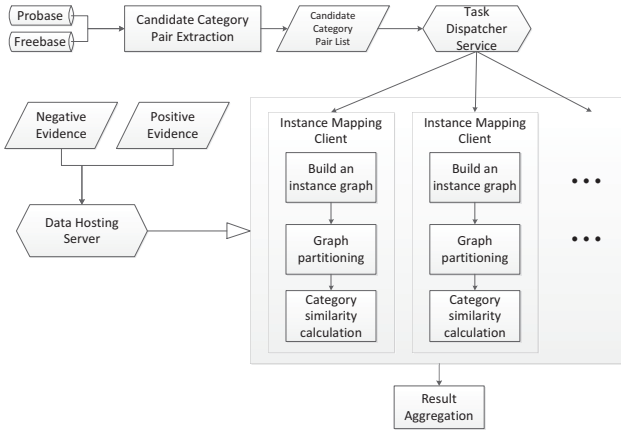 Probase
Freebase
Candidate Category
Pair Extraction
Candidate
Category
Pair List
Task
Dispatcher
Service
Negative
Evidence
Positive
Evidence
Data Hosting
Server
Instance Mapping
Client
Build an
instance graph
Graph
partitioning
Category
similarity
calculation
Instance Mapping
Client
Build an
instance graph
Graph
partitioning
Category
similarity
calculation
• • •
• • •
Result
Aggregation